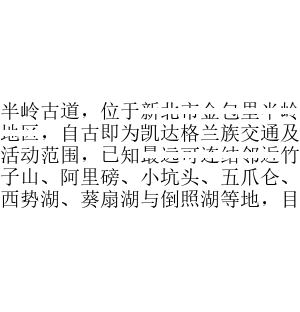 半岭古道，位于新北市金包里半岭
地区，自古即为凯达格兰族交通及
活动范围，已知最远可连结邻近竹
子山、阿里磅、小坑头、五爪仑、
西势湖、葵扇湖与倒照湖等地，目